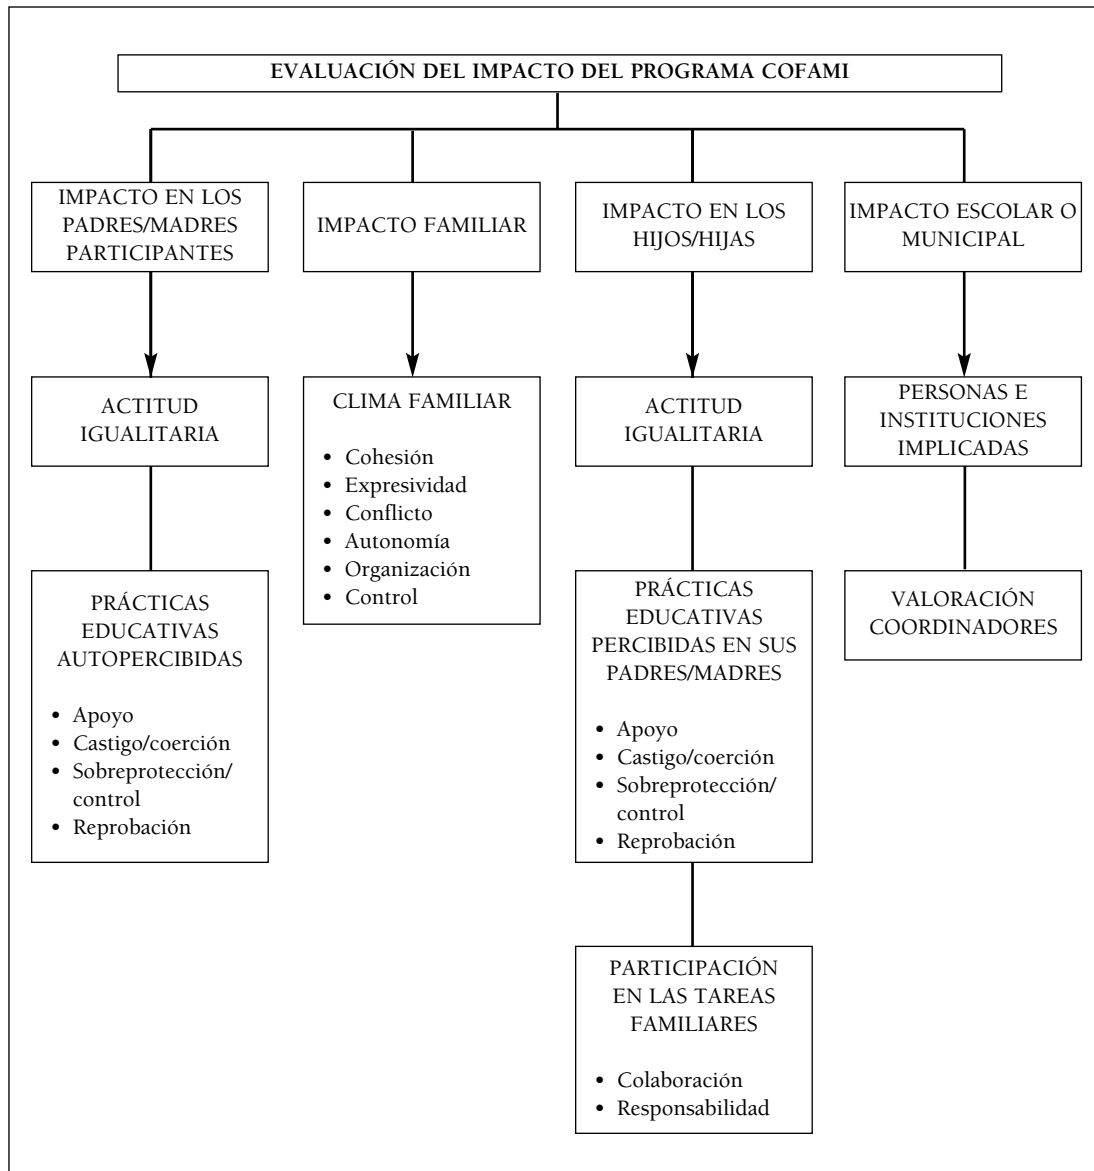 EVALUACIÓN DEL IMPACTO DEL PROGRAMA COFAMI
IMPACTO EN LOS
PADRES/MADRES
PARTICIPANTES
IMPACTO FAMILIAR
IMPACTO EN LOS
HIJOS/HIJAS
IMPACTO ESCOLAR O
MUNICIPAL
ACTITUD
IGUALITARIA
CLIMA FAMILIAR
• Cohesión
• Expresividad
• Conflicto
• Autonomía
• Organización
• Control
ACTITUD
IGUALITARIA
PERSONAS E
INSTITUCIONES
IMPLICADAS
PRÁCTICAS
EDUCATIVAS
AUTOPERCIBIDAS
• Apoyo
• Castigo/coerción
• Sobreprotección/
control
• Reprobación
PRÁCTICAS
EDUCATIVAS
PERCIBIDAS EN SUS
PADRES/MADRES
• Apoyo
• Castigo/coerción
• Sobreprotección/
control
• Reprobación
VALORACIÓN
COORDINADORES
PARTICIPACIÓN
EN LAS TAREAS
FAMILIARES
• Colaboración
• Responsabilidad